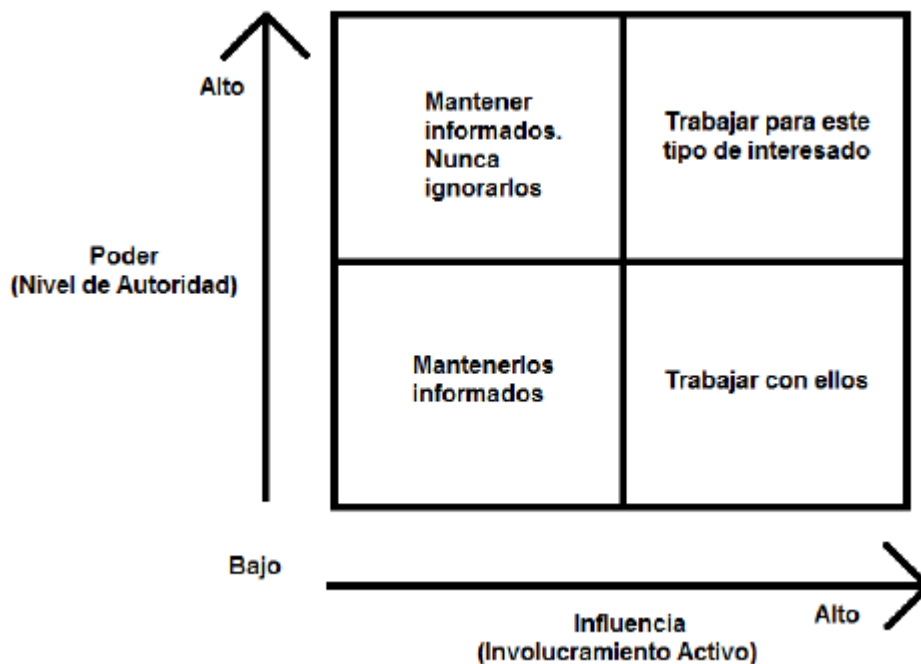 Alto
Mantener
informados.
Nunca
ignorarlos
Trabajar para este
tipo de interesado
Poder
(Nivel de Autoridad)
Mantenerlos
informados
Trabajar con ellos
Bajo
Alto
Influencia
(Involucramiento Activo)